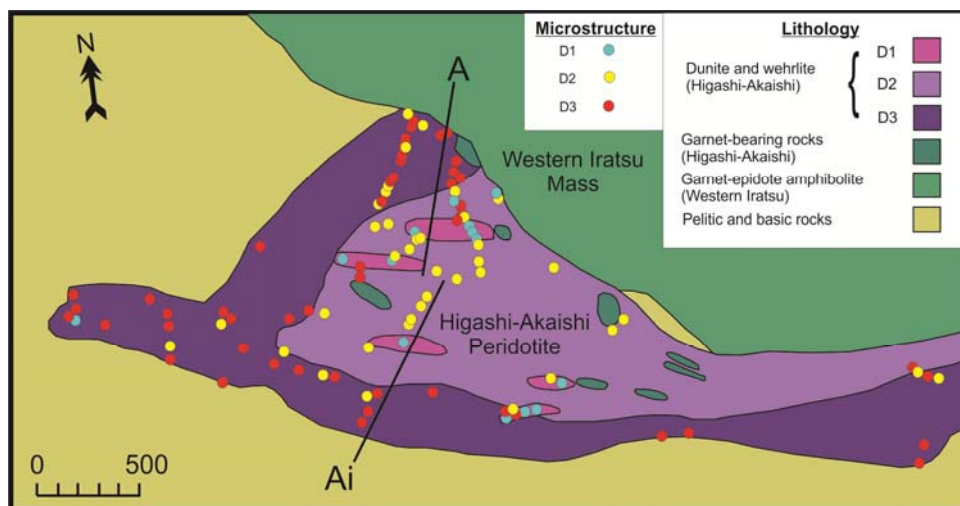 N
A
Microstructure
D1
D2
D3
Lithology
D1
Dunite and wehrlite
(Higashi-Akaishi)
D2
D3
Garnet-bearing rocks
(Higashi-Akaishi)
Garnet-epidote amphibolite
(Western Iratsu)
Pelitic and basic rocks
Western Iratsu
Mass
Higashi-Akaishi
Peridotite
Ai
0 500